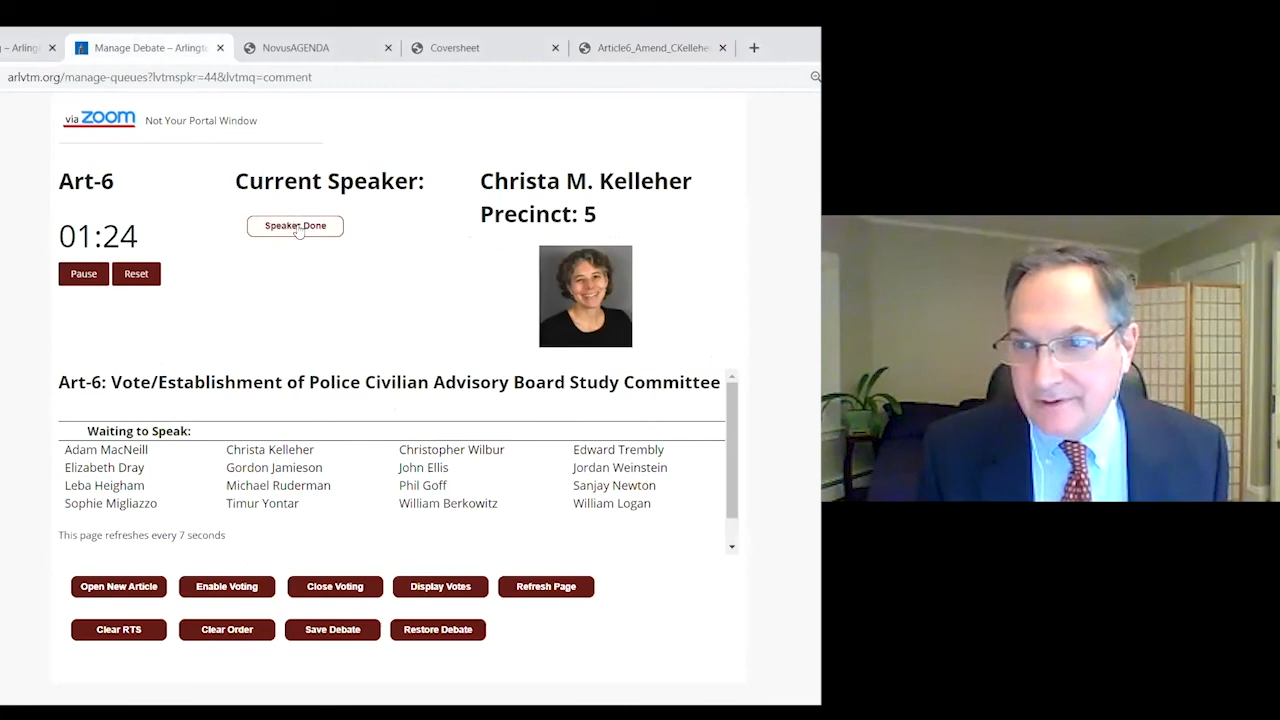 – Arling
Manage Debate – Arlingto
NovusAGENDA
Coversheet
Article6_Amend_CKellehe
arlvtm.org/manage-queues?lvtmspkr=44&lvtmq=comment
via zoom Not Your Portal Window
Art-6 Current Speaker: Christa M. Kelleher
Precinct: 5
Speaker Done
01:24
Pause Reset
Art-6: Vote/Establishment of Police Civilian Advisory Board Study Committee
Waiting to Speak:
Adam MacNeill Christa Kelleher Christopher Wilbur Edward Trembly
Elizabeth Dray Gordon Jamieson John Ellis Jordan Weinstein
Leba Heigham Michael Ruderman Phil Goff Sanjay Newton
Sophie Migliazzo Timur Yontar William Berkowitz William Logan
This page refreshes every 7 seconds
Open New Article Enable Voting Close Voting Display Votes Refresh Page
Clear RTS Clear Order Save Debate Restore Debate